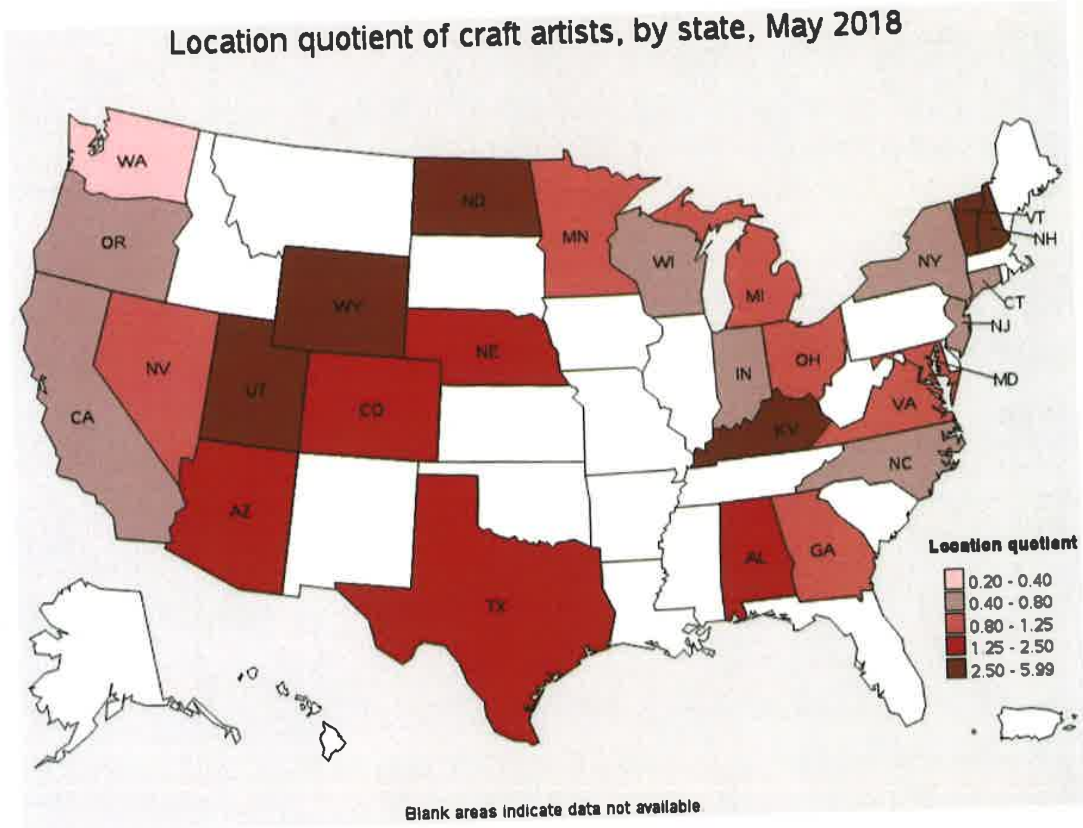 Location quotient of craft artists, by state, May 2018
WA
OR
CA
NV
UT
AZ
WY
CO
ND
NE
TX
MN
WI
MI
IN
OH
KY
AL
GA
NC
VA
NY
VT
NH
CT
NJ
MD
Location quotient
0.20 - 0.40
0.40 - 0.80
0.80 - 1.25
1.25 - 2.50
2.50 - 5.99
Blank areas indicate data not available